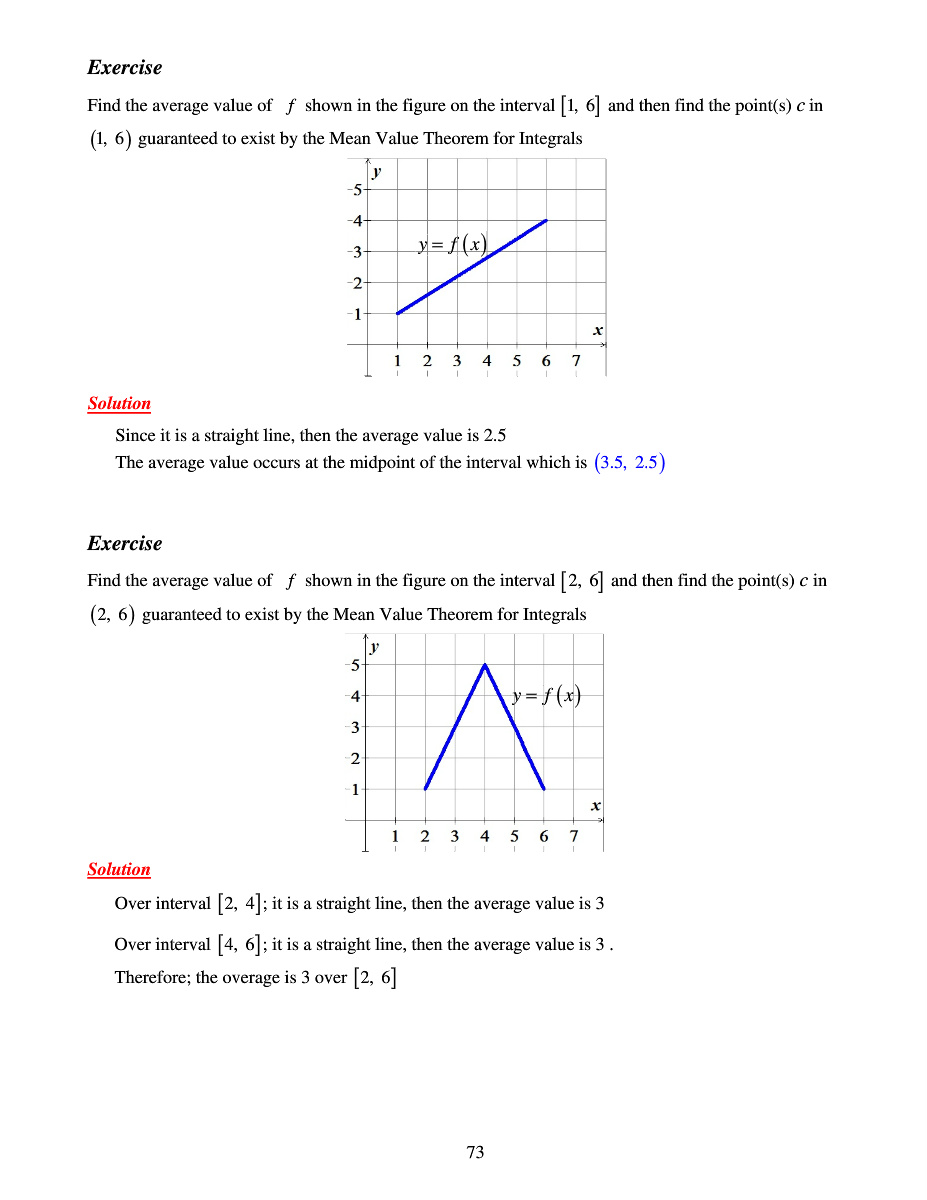 Exercise
Find the average value of f shown in the figure on the interval [1, 6] and then find the point(s) c in
(1, 6) guaranteed to exist by the Mean Value Theorem for Integrals
y
5
4
y = f(x)
3
2
1
x
1 2 3 4 5 6 7
Solution
Since it is a straight line, then the average value is 2.5
The average value occurs at the midpoint of the interval which is (3.5, 2.5)
Exercise
Find the average value of f shown in the figure on the interval [2, 6] and then find the point(s) c in
(2, 6) guaranteed to exist by the Mean Value Theorem for Integrals
y
5
4
y = f(x)
3
2
1
x
1 2 3 4 5 6 7
Solution
Over interval [2, 4]; it is a straight line, then the average value is 3
Over interval [4, 6]; it is a straight line, then the average value is 3 .
Therefore; the overage is 3 over [2, 6]
73